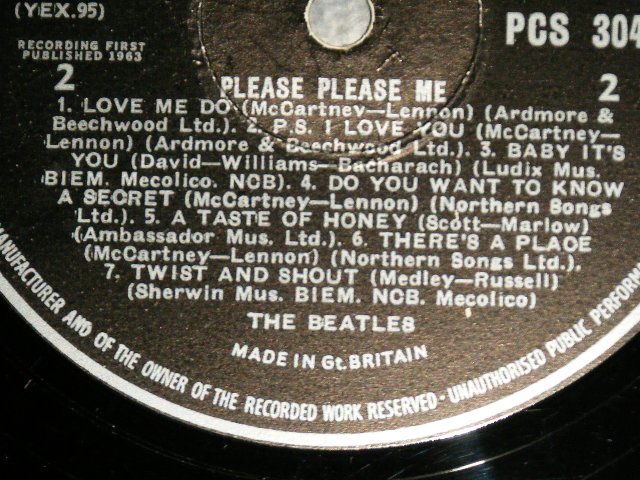 (YEX.95)
PCS 304
RECORDING FIRST
PUBLISHED 1963
2
2
PLEASE PLEASE ME
1. LOVE ME DO (McCartney—Lennon) (Ardmore &
Beechwood Ltd.). 2. P.S. I LOVE YOU (McCartney—
Lennon) (Ardmore & Beechwood Ltd.). 3. BABY IT'S
YOU (David—Williams—Bacharach) (Ludix Mus.
BIEM. Mecolico. NCB). 4. DO YOU WANT TO KNOW
A SECRET (McCartney—Lennon) (Northern Songs
Ltd.). 5. A TASTE OF HONEY (Scott—Marlow)
(Ambassador Mus. Ltd.). 6. THERE'S A PLACE
(McCartney—Lennon) (Northern Songs Ltd.).
7. TWIST AND SHOUT (Medley—Russell)
(Sherwin Mus. BIEM. NCB. Mecolico)
THE BEATLES
MADE IN Gt. BRITAIN
MANUFACTURER AND OF THE OWNER OF THE RECORDED WORK RESERVED · UNAUTHORISED PUBLIC PERFORM